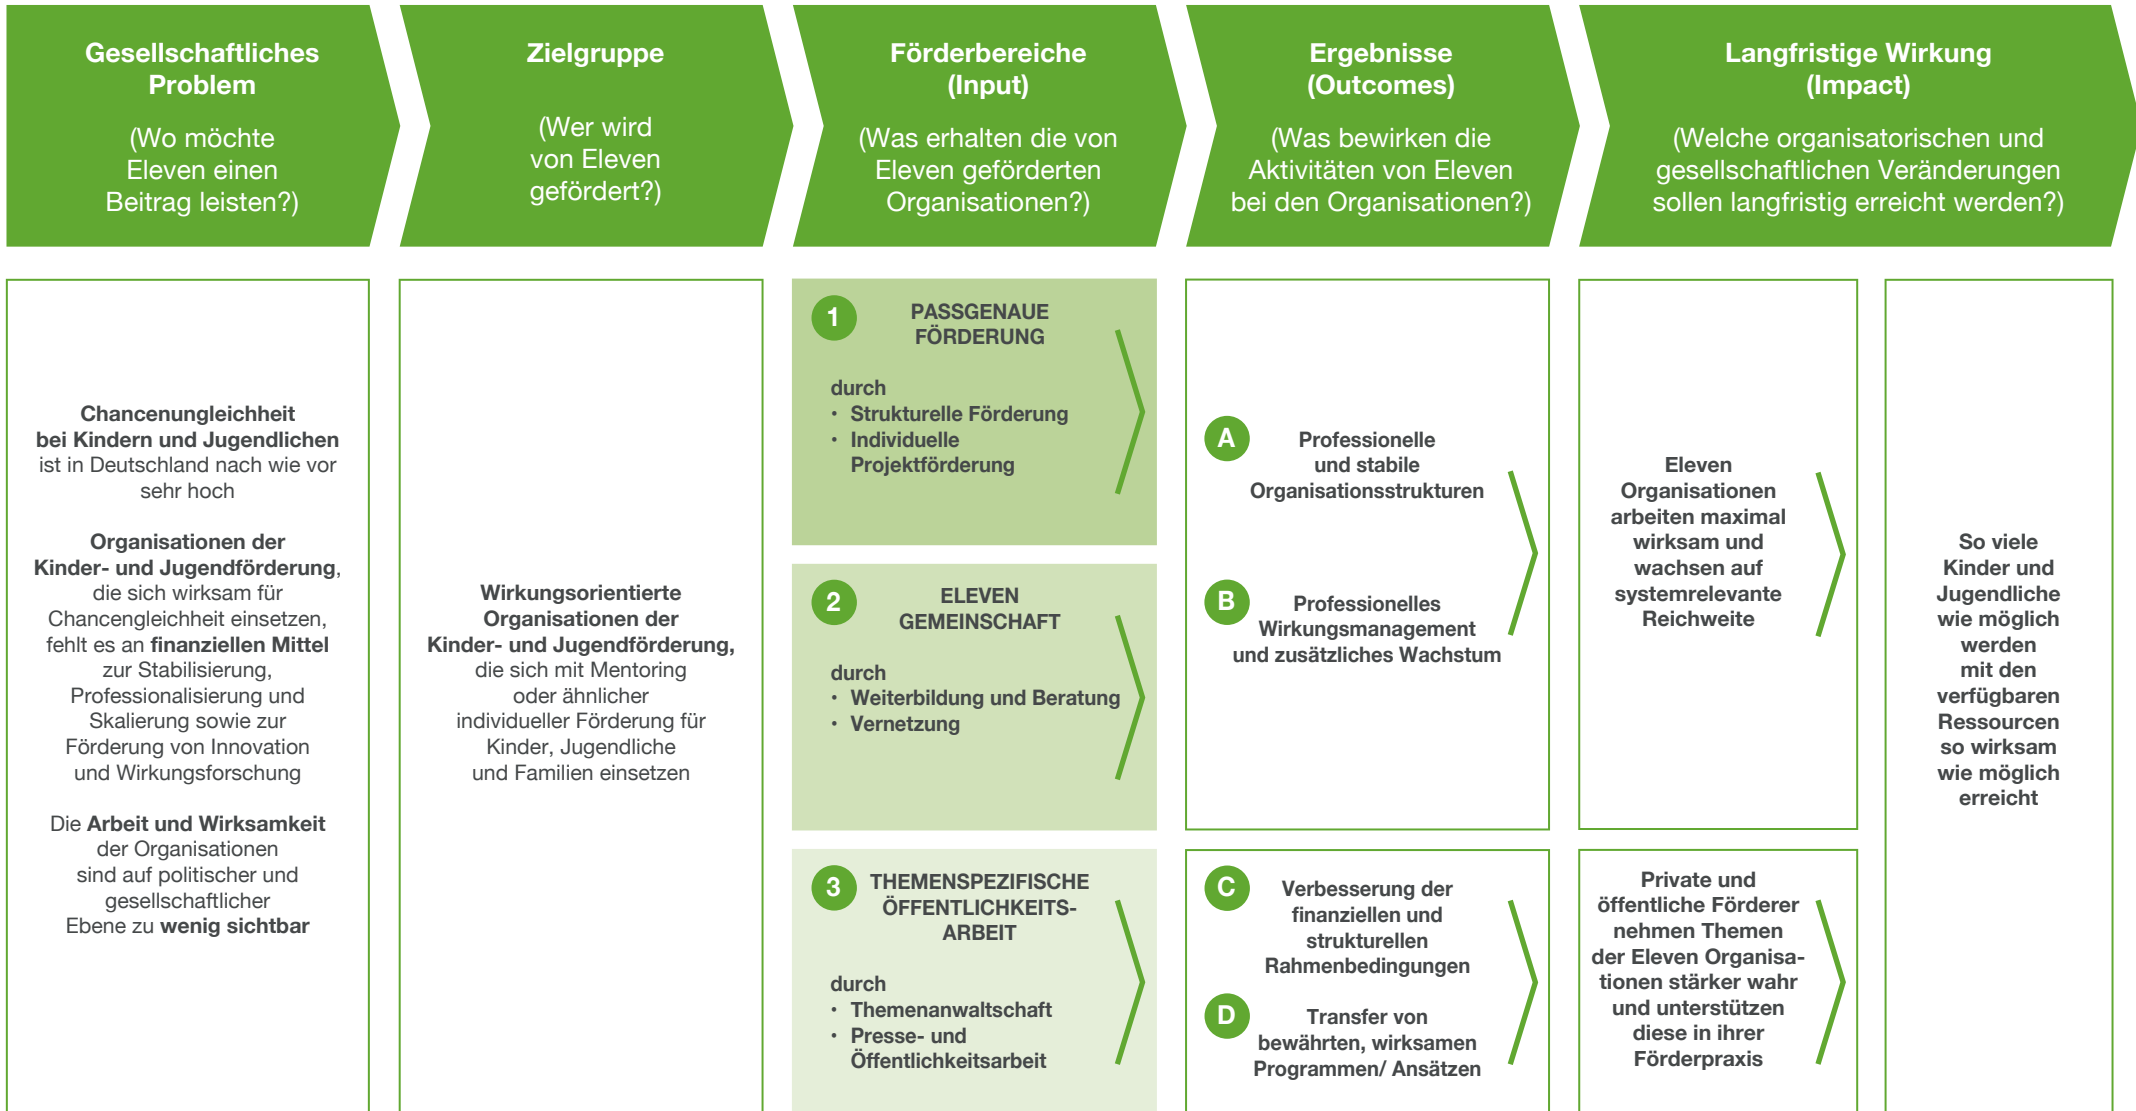 Gesellschaftliches
Problem
(Wo möchte
Eleven einen
Beitrag leisten?)
Zielgruppe
(Wer wird
von Eleven
gefördert?)
Förderbereiche
(Input)
(Was erhalten die von
Eleven geförderten
Organisationen?)
Ergebnisse
(Outcomes)
(Was bewirken die
Aktivitäten von Eleven
bei den Organisationen?)
Langfristige Wirkung
(Impact)
(Welche organisatorischen und
gesellschaftlichen Veränderungen
sollen langfristig erreicht werden?)
Chancenungleichheit
bei Kindern und Jugendlichen
ist in Deutschland nach wie vor
sehr hoch
Organisationen der
Kinder- und Jugendförderung,
die sich wirksam für
Chancengleichheit einsetzen,
fehlt es an finanziellen Mittel
zur Stabilisierung,
Professionalisierung und
Skalierung sowie zur
Förderung von Innovation
und Wirkungsforschung
Die Arbeit und Wirksamkeit
der Organisationen
sind auf politischer und
gesellschaftlicher
Ebene zu wenig sichtbar
Wirkungsorientierte
Organisationen der
Kinder- und Jugendförderung,
die sich mit Mentoring
oder ähnlicher
individueller Förderung für
Kinder, Jugendliche
und Familien einsetzen
1 PASSGENAUE
FÖRDERUNG
durch
• Strukturelle Förderung
• Individuelle
Projektförderung
2 ELEVEN
GEMEINSCHAFT
durch
• Weiterbildung und Beratung
• Vernetzung
3 THEMENSPEZIFISCHE
ÖFFENTLICHKEITS-
ARBEIT
durch
• Themenanwaltschaft
• Presse- und
Öffentlichkeitsarbeit
A Professionelle
und stabile
Organisationsstrukturen
B Professionelles
Wirkungsmanagement
und zusätzliches Wachstum
C Verbesserung der
finanziellen und
strukturellen
Rahmenbedingungen
D Transfer von
bewährten, wirksamen
Programmen/ Ansätzen
Eleven
Organisationen
arbeiten maximal
wirksam und
wachsen auf
systemrelevante
Reichweite
Private und
öffentliche Förderer
nehmen Themen
der Eleven Organisa-
tionen stärker wahr
und unterstützen
diese in ihrer
Förderpraxis
So viele
Kinder und
Jugendliche
wie möglich
werden
mit den
verfügbaren
Ressourcen
so wirksam
wie möglich
erreicht